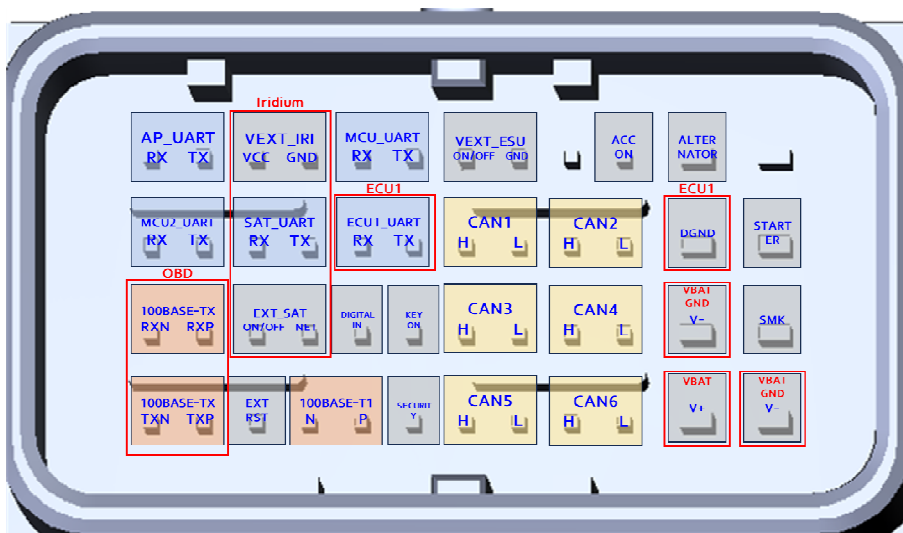 Iridium
AP_UART
RX TX
VEXT_IRI
VCC GND
MCU_UART
RX TX
VEXT_ESU
ON/OFF GND
ACC
ON
ALTER
NATOR
ECU1
ECU1
MCU2_UART
RX TX
SAT_UART
RX TX
ECU1_UART
RX TX
CAN1
H L
CAN2
H L
DGND
START
ER
OBD
100BASE-TX
RXN RXP
EXT_SAT
ON/OFF NET
DIGITAL
IN
KEY
ON
CAN3
H L
CAN4
H L
VBAT
GND
V-
SMK
100BASE-TX
TXN TXP
EXT
RST
100BASE-T1
N P
SECURIT
Y
CAN5
H L
CAN6
H L
VBAT
V+
VBAT
GND
V-